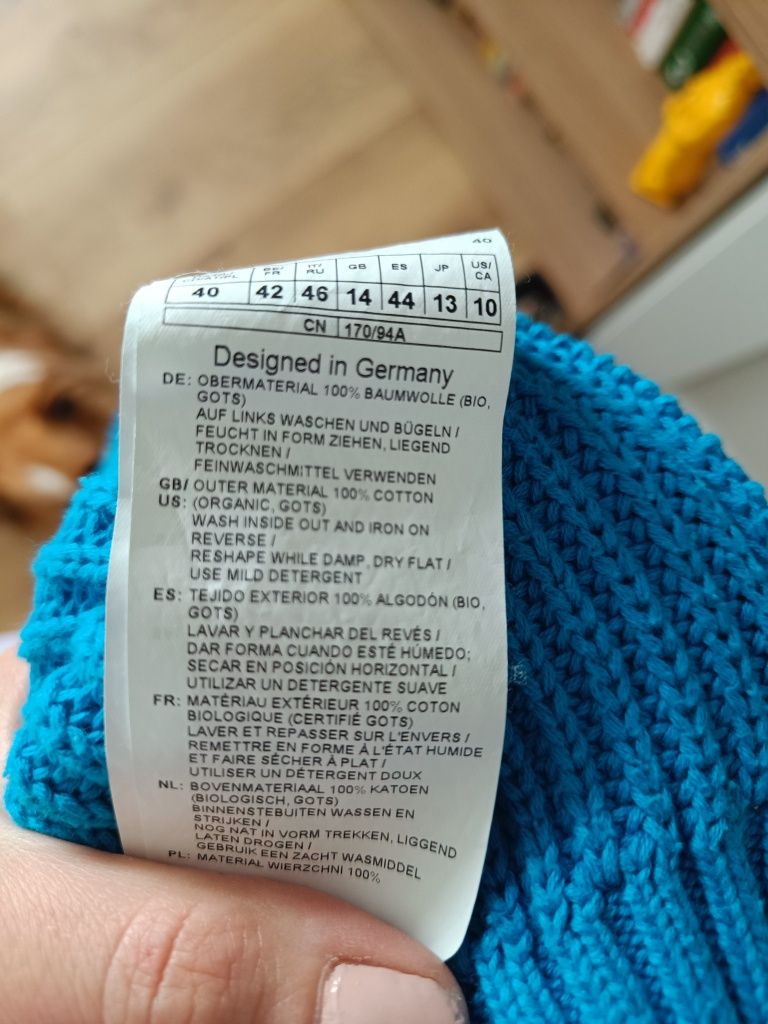 40
BE/ FR IT/ RU GB ES JP US/ CA
40 42 46 14 44 13 10
CN 170/94A
Designed in Germany
DE: OBERMATERIAL 100% BAUMWOLLE (BIO,
GOTS)
AUF LINKS WASCHEN UND BÜGELN /
FEUCHT IN FORM ZIEHEN, LIEGEND
TROCKNEN /
FEINWASCHMITTEL VERWENDEN
GB/ OUTER MATERIAL 100% COTTON
US: (ORGANIC, GOTS)
WASH INSIDE OUT AND IRON ON
REVERSE /
RESHAPE WHILE DAMP, DRY FLAT /
USE MILD DETERGENT
ES: TEJIDO EXTERIOR 100% ALGODÓN (BIO,
GOTS)
LAVAR Y PLANCHAR DEL REVÉS /
DAR FORMA CUANDO ESTÉ HÚMEDO;
SECAR EN POSICIÓN HORIZONTAL /
UTILIZAR UN DETERGENTE SUAVE
FR: MATÉRIAU EXTÉRIEUR 100% COTON
BIOLOGIQUE (CERTIFIÉ GOTS)
LAVER ET REPASSER SUR L'ENVERS /
REMETTRE EN FORME À L'ÉTAT HUMIDE
ET FAIRE SÉCHER À PLAT /
UTILISER UN DÉTERGENT DOUX
NL: BOVENMATERIAAL 100% KATOEN
(BIOLOGISCH, GOTS)
BINNENSTEBUITEN WASSEN EN
STRIJKEN /
NOG NAT IN VORM TREKKEN, LIGGEND
LATEN DROGEN /
GEBRUIK EEN ZACHT WASMIDDEL
PL: MATERIAL WIERZCHNI 100%